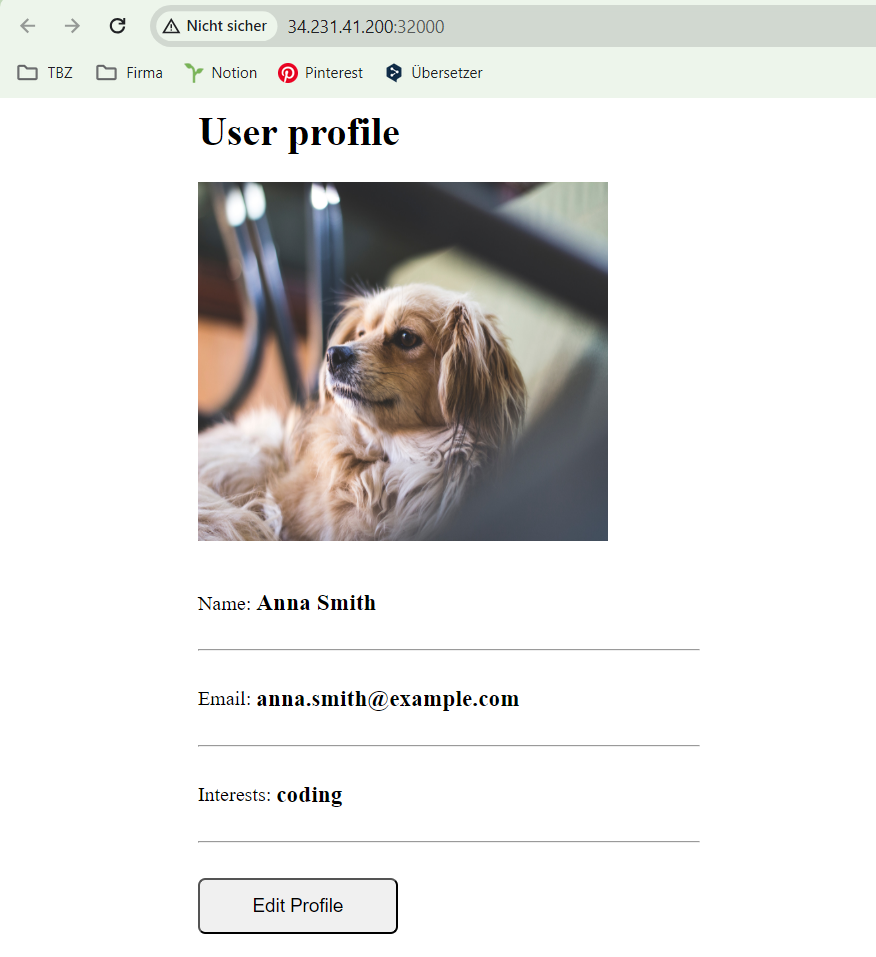 Nicht sicher 34.231.41.200:32000
TBZ Firma Notion Pinterest Übersetzer
User profile
Name: Anna Smith
Email: anna.smith@example.com
Interests: coding
Edit Profile